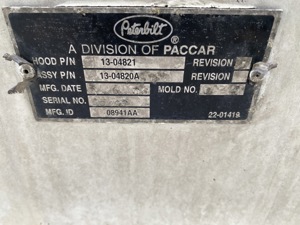 Peterbilt
®
A DIVISION OF PACCAR
HOOD P/N 13-04821 REVISION
ASSY P/N 13-04820A REVISION
MFG. DATE MOLD NO.
SERIAL NO.
MFG. ID 08941AA 22-01419